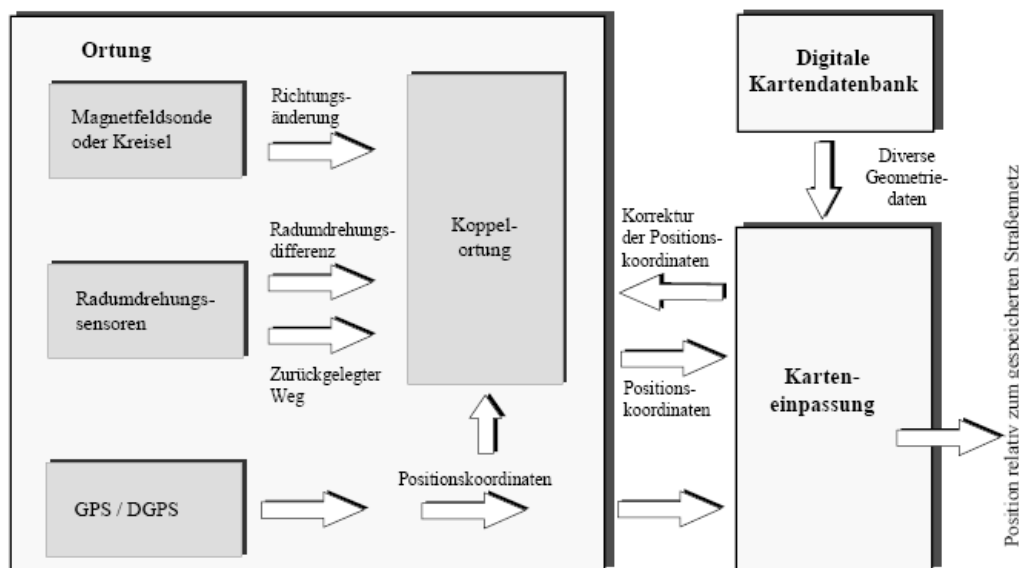 Ortung
Magnetfeldsonde
oder Kreisel
Richtungs-
änderung
Radumdrehungs-
sensoren
Radumdrehungs-
differenz
Zurückgelegter
Weg
Koppel-
ortung
GPS / DGPS
Positionskoordinaten
Digitale
Kartendatenbank
Diverse
Geometrie-
daten
Korrektur
der Positions-
koordinaten
Positions-
koordinaten
Karten-
einpassung
Position relativ zum gespeicherten Straßennetz